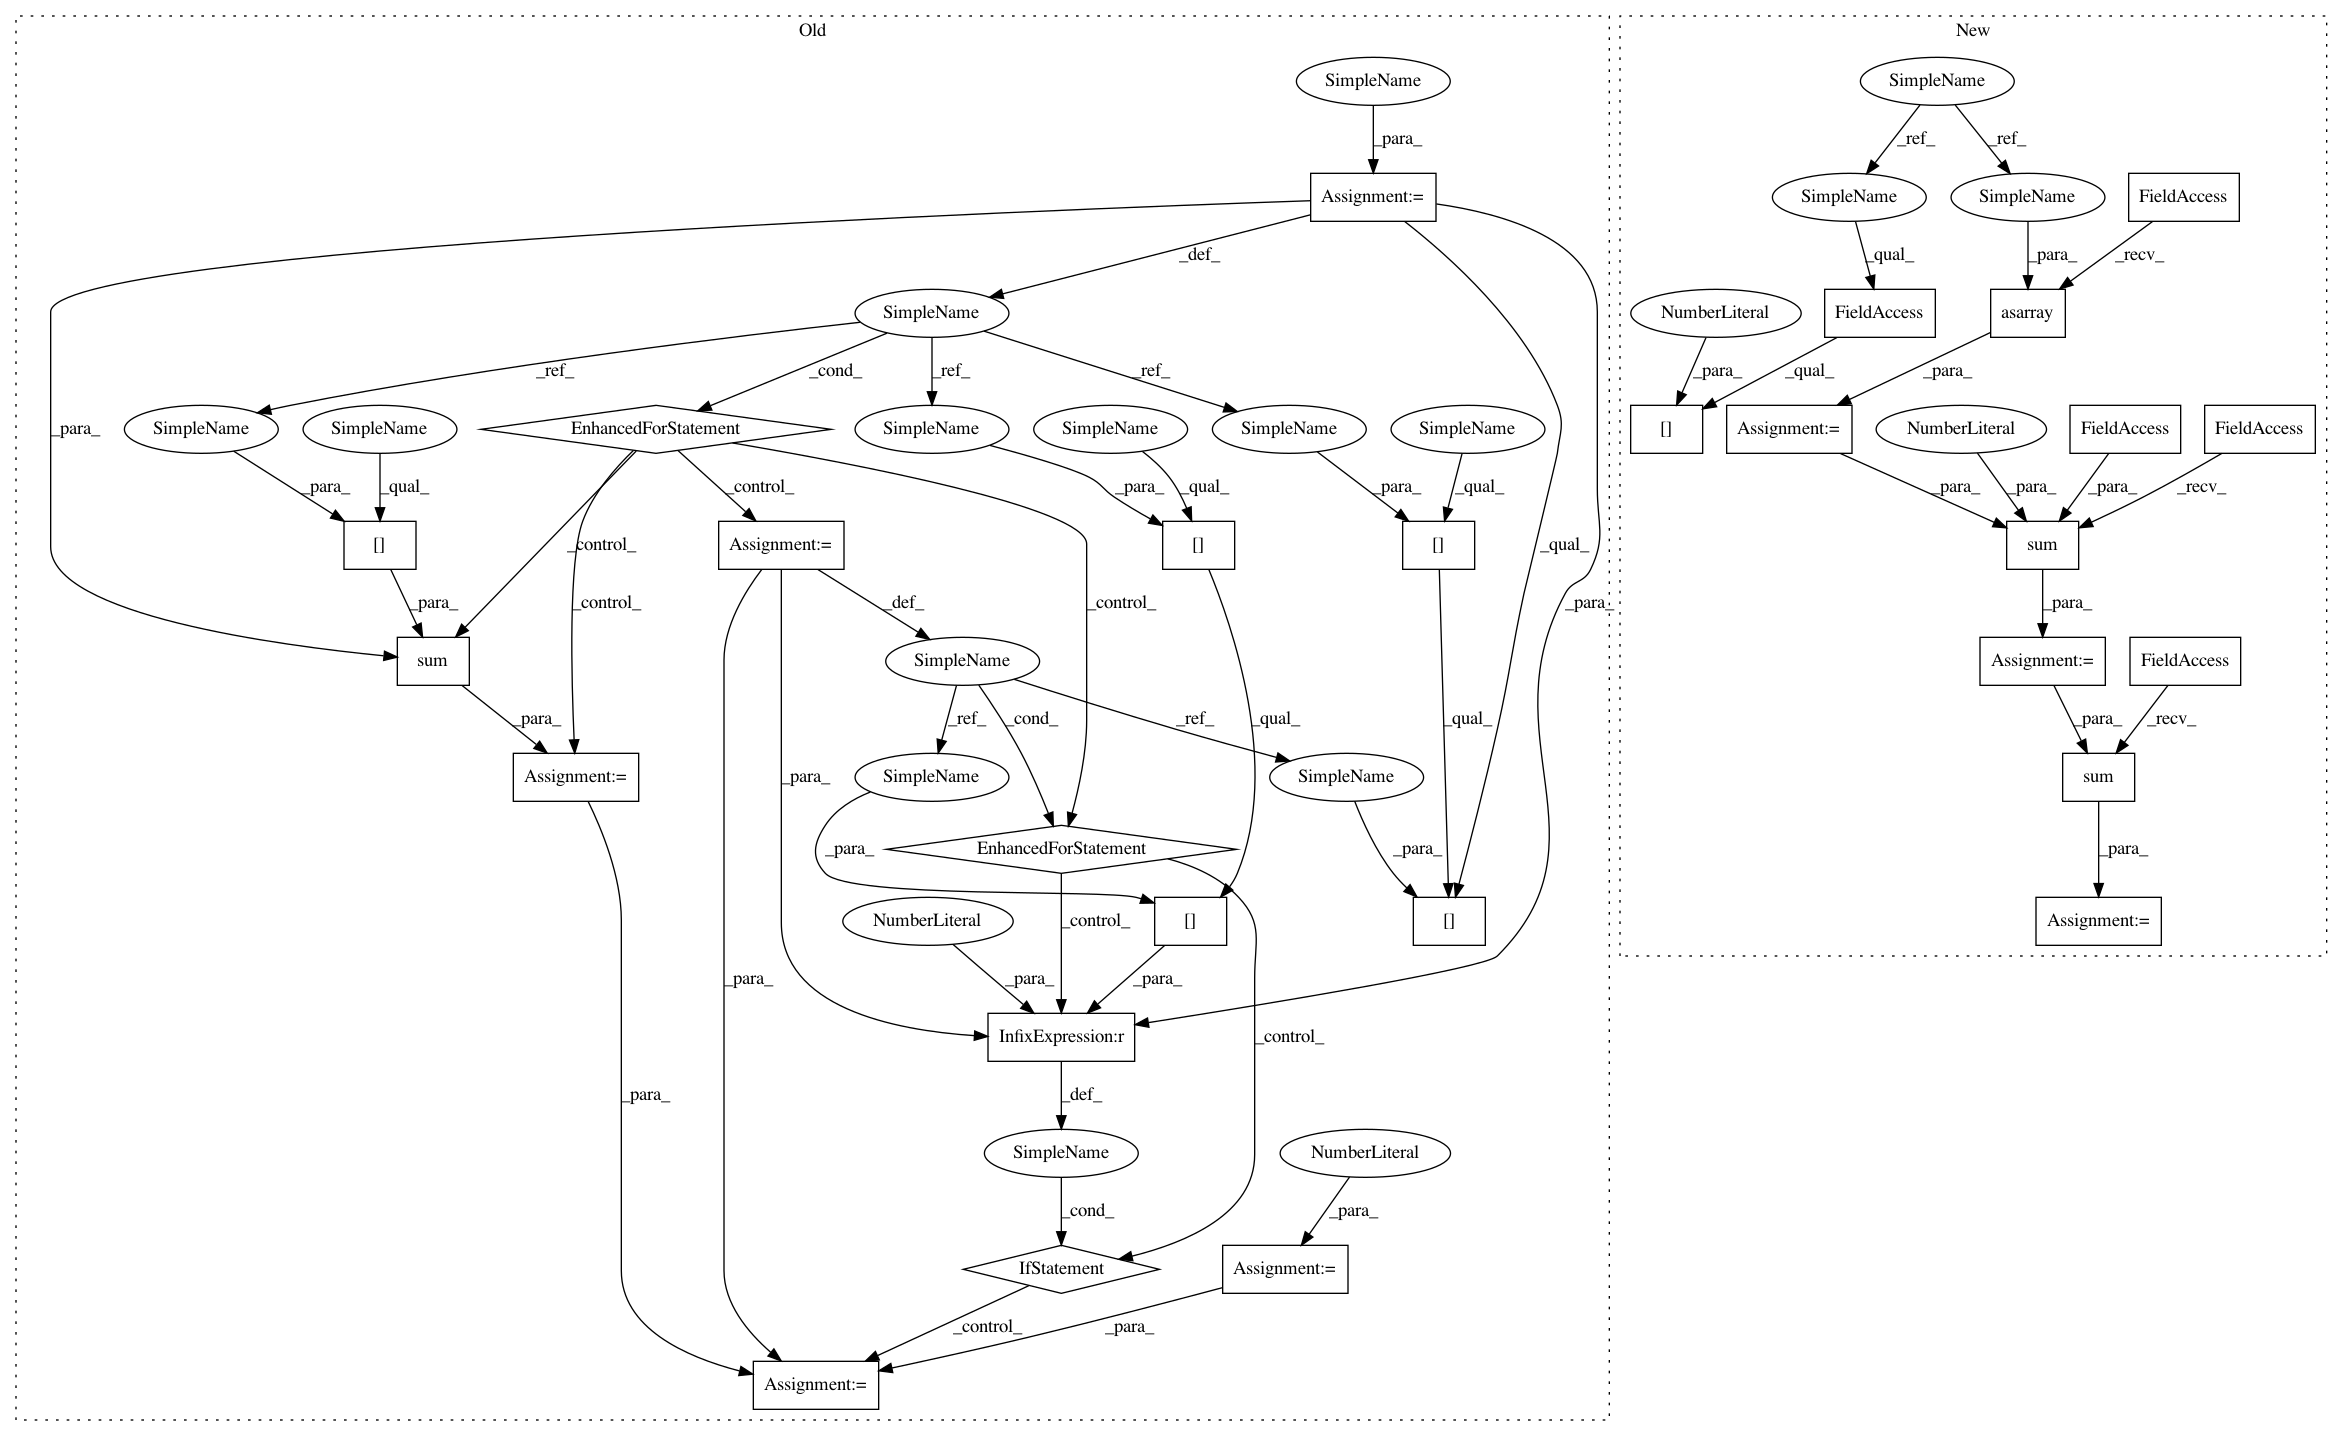 Old
New
SimpleName
SimpleName
_para_
_ref_
_ref_
Assignment:=
SimpleName
SimpleName
FieldAccess
_def_
_qual_
_para_
_recv_
SimpleName
NumberLiteral
FieldAccess
asarray
_ref_
_cond_
_ref_
_ref_
_para_
_qual_
_para_
_para_
SimpleName
SimpleName
EnhancedForStatement
SimpleName
SimpleName
SimpleName
SimpleName
[]
Assignment:=
NumberLiteral
FieldAccess
FieldAccess
_para_
_qual_
_control_
_para_
_qual_
_para_
_qual_
_para_
_para_
_para_
_recv_
[]
_control_
Assignment:=
[]
[]
_qual_
sum
_para_
_control_
_def_
_control_
_para_
_para_
sum
SimpleName
Assignment:=
FieldAccess
_para_
_ref_
_cond_
_ref_
_qual_
_qual_
_para_
_recv_
Assignment:=
_para_
SimpleName
SimpleName
sum
_para_
EnhancedForStatement
_para_
_para_
NumberLiteral
_control_
[]
[]
Assignment:=
_para_
_para_
_para_
InfixExpression:r
_control_
_para_
_def_
SimpleName
NumberLiteral
_cond_
_para_
IfStatement
Assignment:=
_control_
_para_
Assignment:=